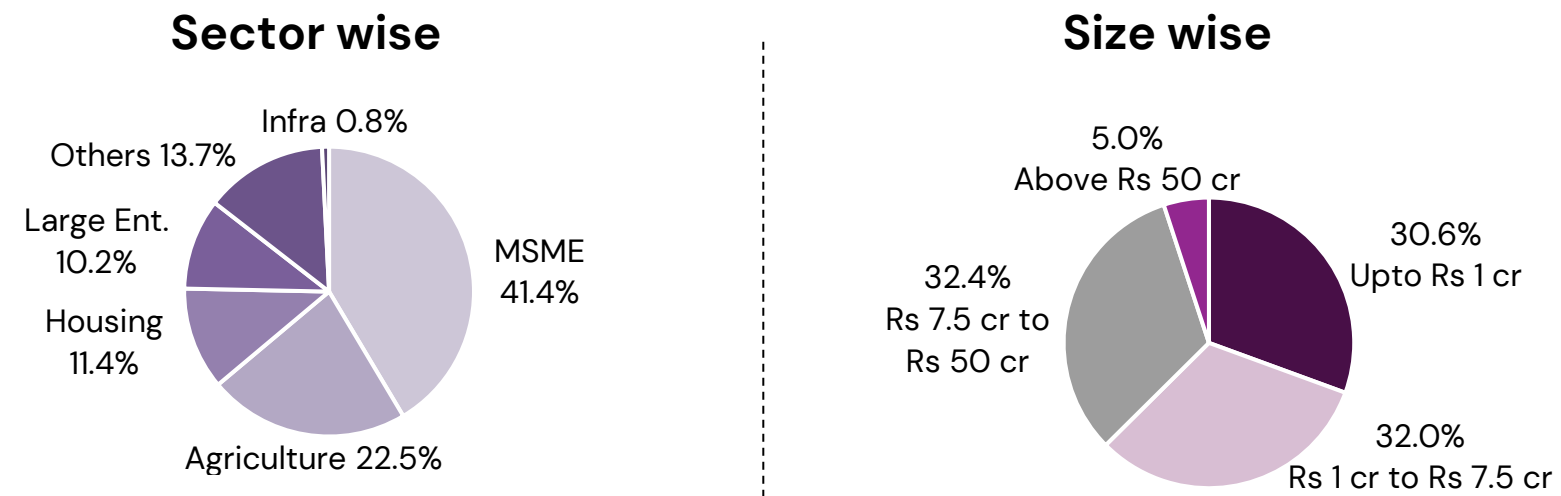 Sector wise
Infra 0.8%
Others 13.7%
Large Ent.
10.2%
Housing
11.4%
MSME
41.4%
Agriculture 22.5%
Size wise
5.0%
Above Rs 50 cr
30.6%
Upto Rs 1 cr
32.4%
Rs 7.5 cr to
Rs 50 cr
32.0%
Rs 1 cr to Rs 7.5 cr